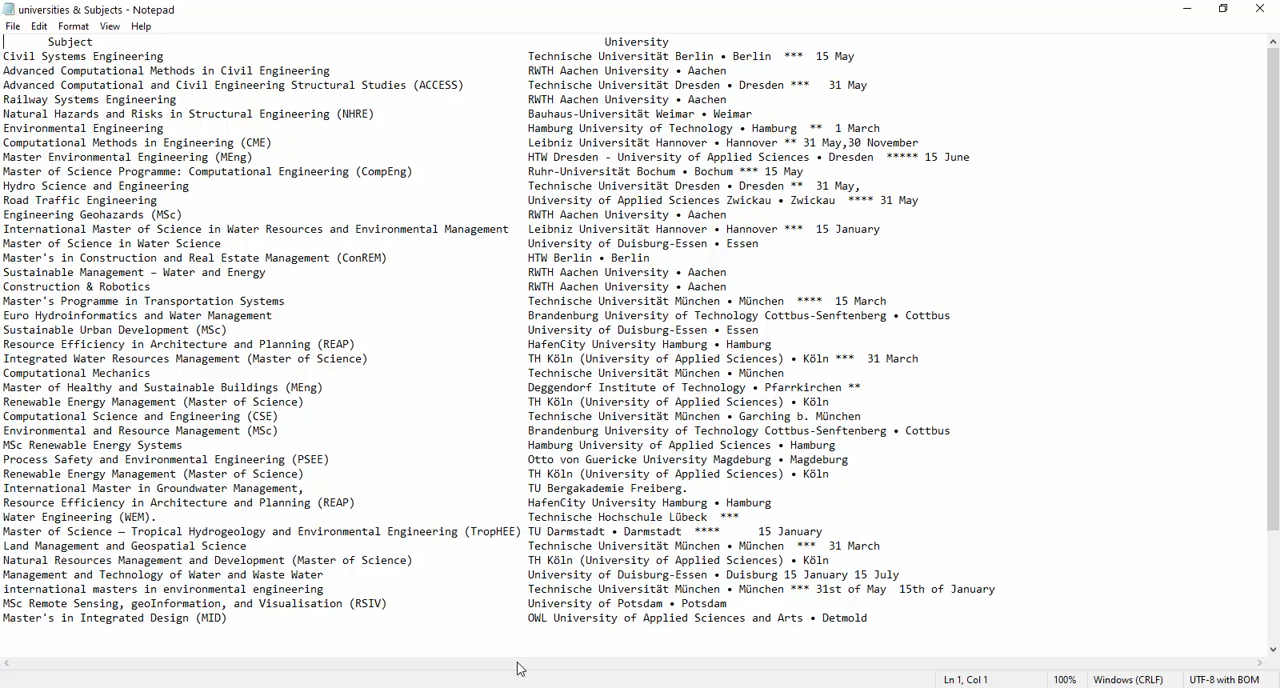 universities & Subjects - Notepad
File Edit Format View Help
Subject University
Civil Systems Engineering Technische Universität Berlin • Berlin *** 15 May
Advanced Computational Methods in Civil Engineering RWTH Aachen University • Aachen
Advanced Computational and Civil Engineering Structural Studies (ACCESS) Technische Universität Dresden • Dresden *** 31 May
Railway Systems Engineering RWTH Aachen University • Aachen
Natural Hazards and Risks in Structural Engineering (NHRE) Bauhaus-Universität Weimar • Weimar
Environmental Engineering Hamburg University of Technology • Hamburg ** 1 March
Computational Methods in Engineering (CME) Leibniz Universität Hannover • Hannover ** 31 May,30 November
Master Environmental Engineering (MEng) HTW Dresden - University of Applied Sciences • Dresden ***** 15 June
Master of Science Programme: Computational Engineering (CompEng) Ruhr-Universität Bochum • Bochum *** 15 May
Hydro Science and Engineering Technische Universität Dresden • Dresden ** 31 May,
Road Traffic Engineering University of Applied Sciences Zwickau • Zwickau **** 31 May
Engineering Geohazards (MSc) RWTH Aachen University • Aachen
International Master of Science in Water Resources and Environmental Management Leibniz Universität Hannover • Hannover *** 15 January
Master of Science in Water Science University of Duisburg-Essen • Essen
Master's in Construction and Real Estate Management (ConREM) HTW Berlin • Berlin
Sustainable Management – Water and Energy RWTH Aachen University • Aachen
Construction & Robotics RWTH Aachen University • Aachen
Master's Programme in Transportation Systems Technische Universität München • München **** 15 March
Euro Hydroinformatics and Water Management Brandenburg University of Technology Cottbus-Senftenberg • Cottbus
Sustainable Urban Development (MSc) University of Duisburg-Essen • Essen
Resource Efficiency in Architecture and Planning (REAP) HafenCity University Hamburg • Hamburg
Integrated Water Resources Management (Master of Science) TH Köln (University of Applied Sciences) • Köln *** 31 March
Computational Mechanics Technische Universität München • München
Master of Healthy and Sustainable Buildings (MEng) Deggendorf Institute of Technology • Pfarrkirchen **
Renewable Energy Management (Master of Science) TH Köln (University of Applied Sciences) • Köln
Computational Science and Engineering (CSE) Technische Universität München • Garching b. München
Environmental and Resource Management (MSc) Brandenburg University of Technology Cottbus-Senftenberg • Cottbus
MSc Renewable Energy Systems Hamburg University of Applied Sciences • Hamburg
Process Safety and Environmental Engineering (PSEE) Otto von Guericke University Magdeburg • Magdeburg
Renewable Energy Management (Master of Science) TH Köln (University of Applied Sciences) • Köln
International Master in Groundwater Management, TU Bergakademie Freiberg.
Resource Efficiency in Architecture and Planning (REAP) HafenCity University Hamburg • Hamburg
Water Engineering (WEM). Technische Hochschule Lübeck ***
Master of Science – Tropical Hydrogeology and Environmental Engineering (TropHEE) TU Darmstadt • Darmstadt **** 15 January
Land Management and Geospatial Science Technische Universität München • München *** 31 March
Natural Resources Management and Development (Master of Science) TH Köln (University of Applied Sciences) • Köln
Management and Technology of Water and Waste Water University of Duisburg-Essen • Duisburg 15 January 15 July
international masters in environmental engineering Technische Universität München • München *** 31st of May 15th of January
MSc Remote Sensing, geoInformation, and Visualisation (RSIV) University of Potsdam • Potsdam
Master's in Integrated Design (MID) OWL University of Applied Sciences and Arts • Detmold
Ln 1, Col 1 100% Windows (CRLF) UTF-8 with BOM